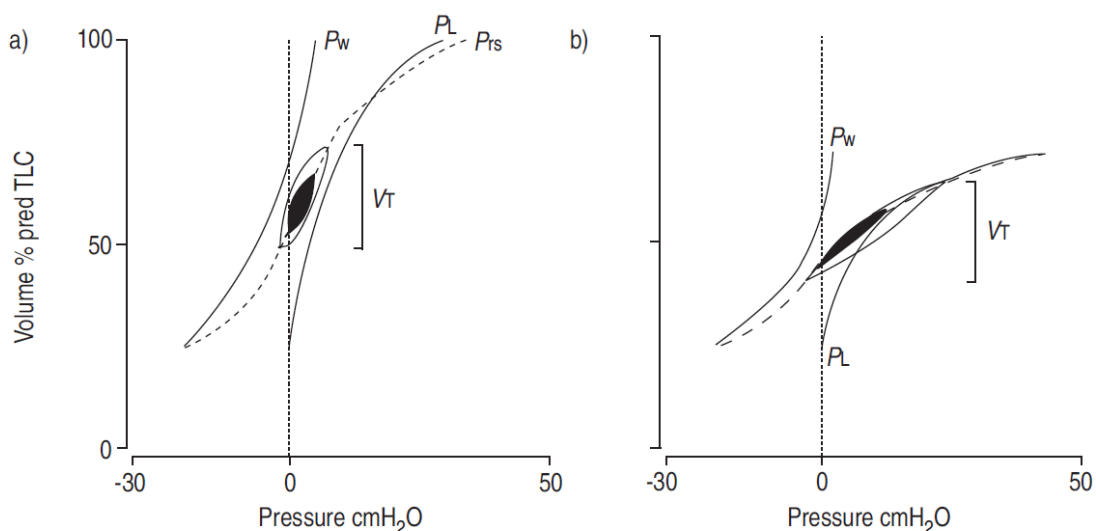 a)
Volume % pred TLC
100
50
0
-30
0
50
Pressure cmH₂O
PW
PL
Prs
VT
b)
-30
0
50
Pressure cmH₂O
PW
PL
VT